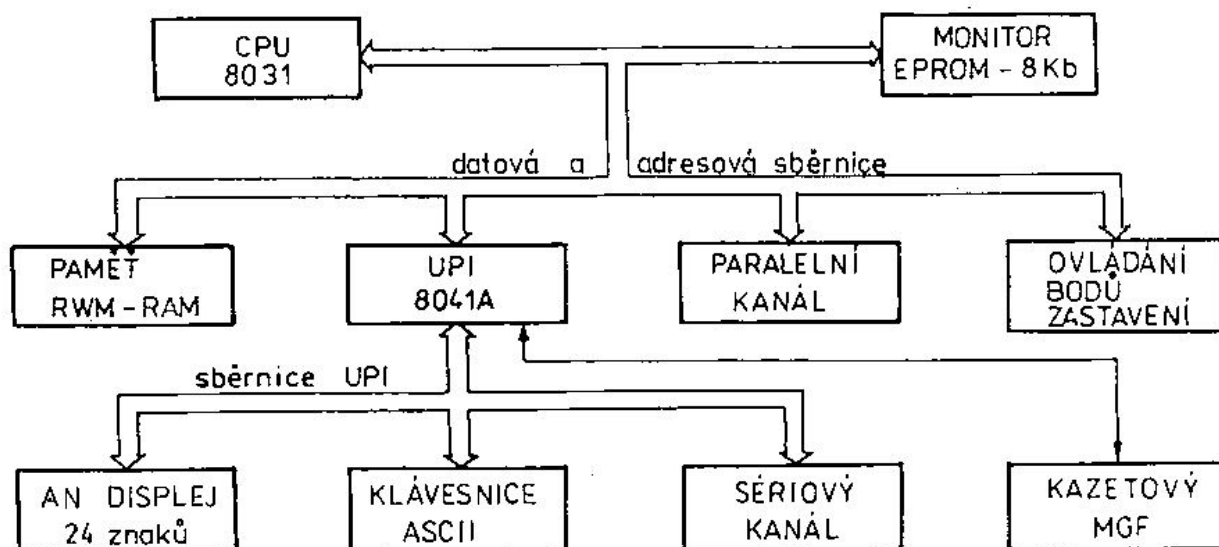 CPU
8031
MONITOR
EPROM - 8Kb
datová a adresová sběrnice
PAMĚŤ
RWM - RAM
UPI
8041A
PARALELNÍ
KANÁL
OVLÁDÁNÍ
BODŮ
ZASTAVENÍ
sběrnice UPI
AN DISPLEJ
24 znaků
KLÁVESNICE
ASCII
SÉRIOVÝ
KANÁL
KAZETOVÝ
MGF